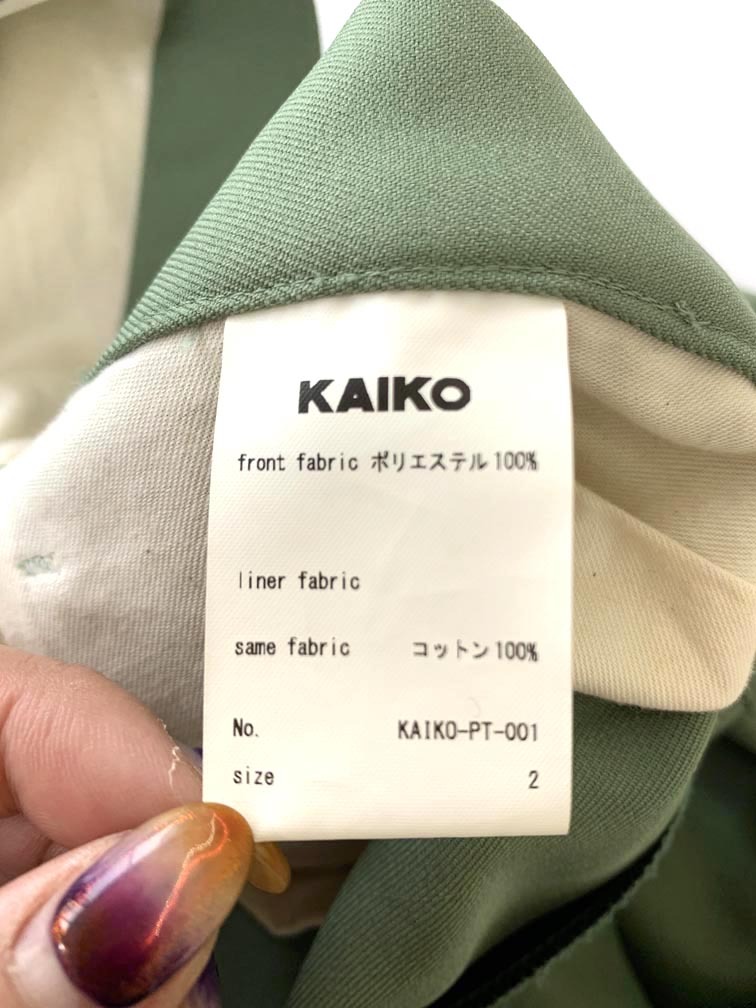 KAIKO
front fabric ポリエステル100%
liner fabric
same fabric コットン100%
No. KAIKO-PT-001
size 2